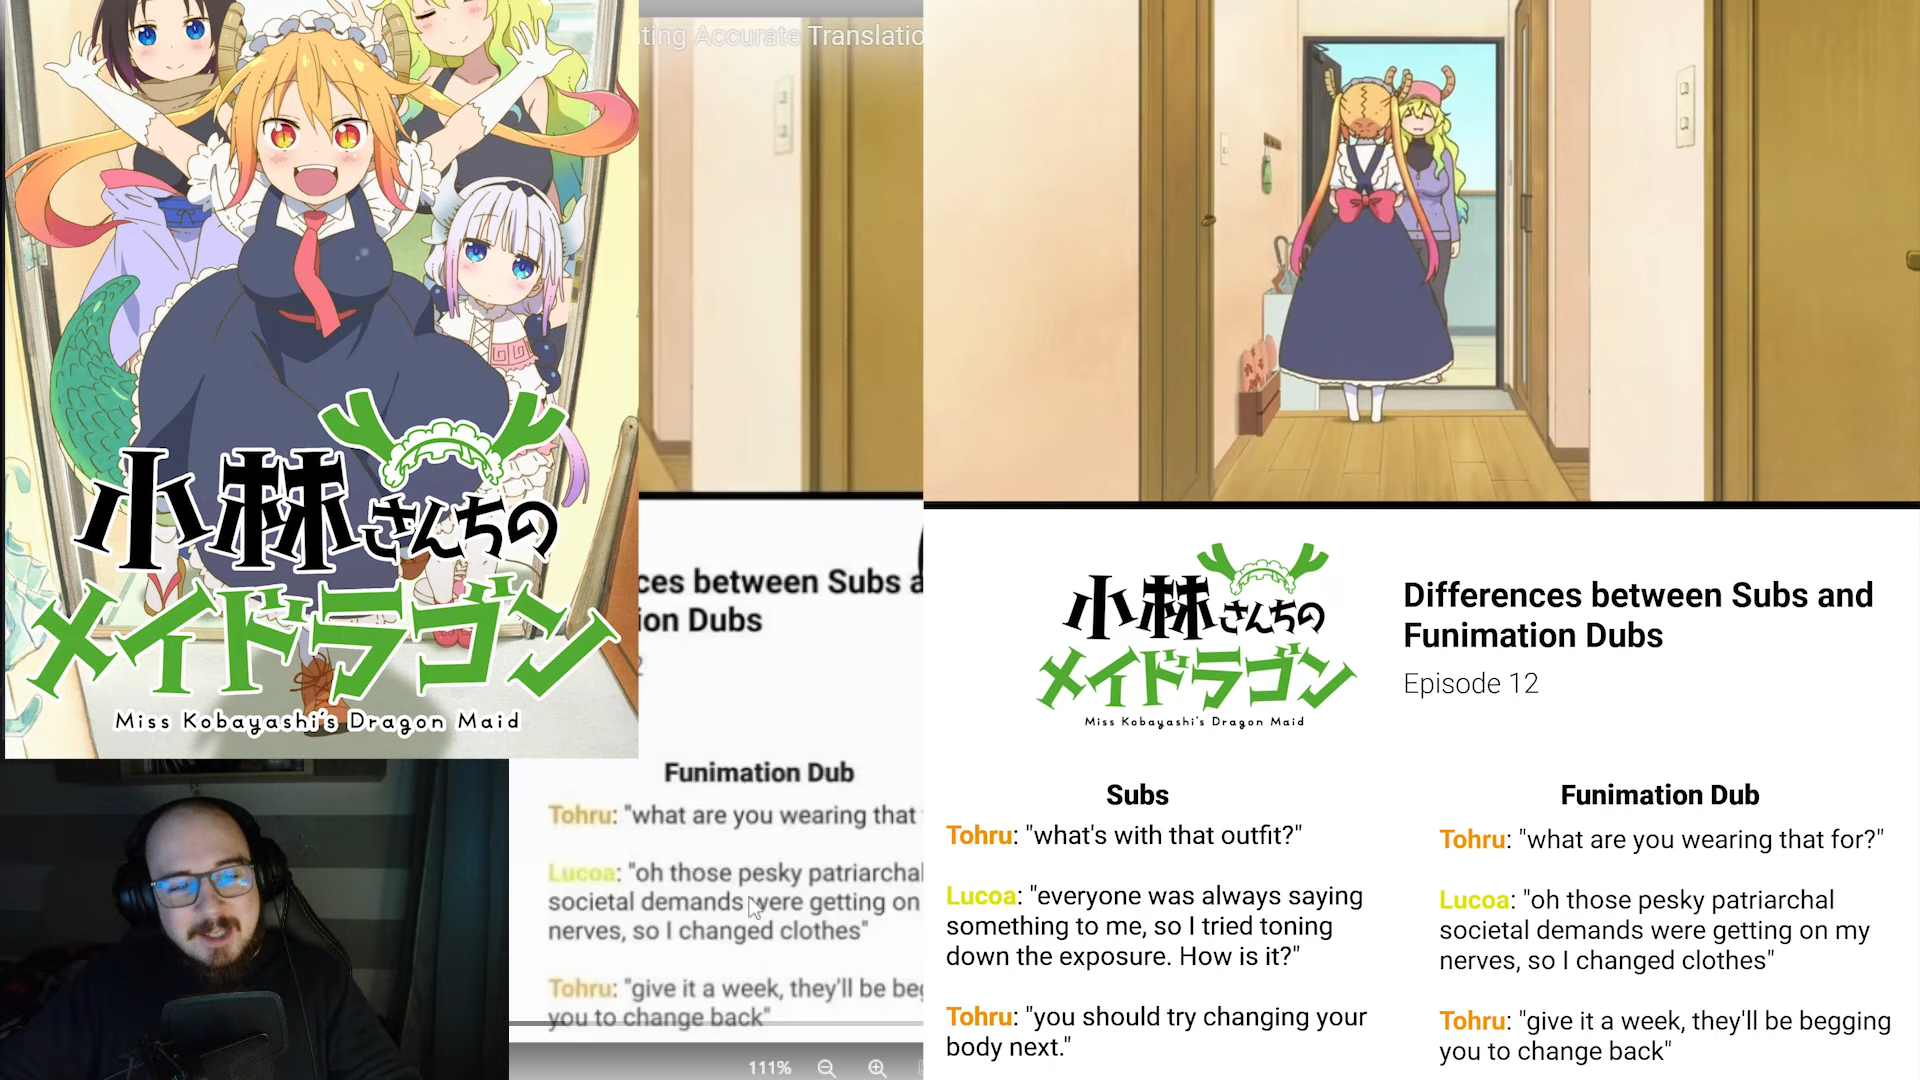 小林さんちの
メイドラゴン
Miss Kobayashi's Dragon Maid
ting Accurate Translatio
ces between Subs a
ion Dubs
Funimation Dub
Tohru: "what are you wearing that
Lucoa: "oh those pesky patriarchal
societal demands were getting on
nerves, so I changed clothes"
Tohru: "give it a week, they'll be beg
you to change back"
111%
小林さんちの
メイドラゴン
Miss Kobayashi's Dragon Maid
Differences between Subs and
Funimation Dubs
Episode 12
Subs
Tohru: "what's with that outfit?"
Lucoa: "everyone was always saying
something to me, so I tried toning
down the exposure. How is it?"
Tohru: "you should try changing your
body next."
Funimation Dub
Tohru: "what are you wearing that for?"
Lucoa: "oh those pesky patriarchal
societal demands were getting on my
nerves, so I changed clothes"
Tohru: "give it a week, they'll be begging
you to change back"